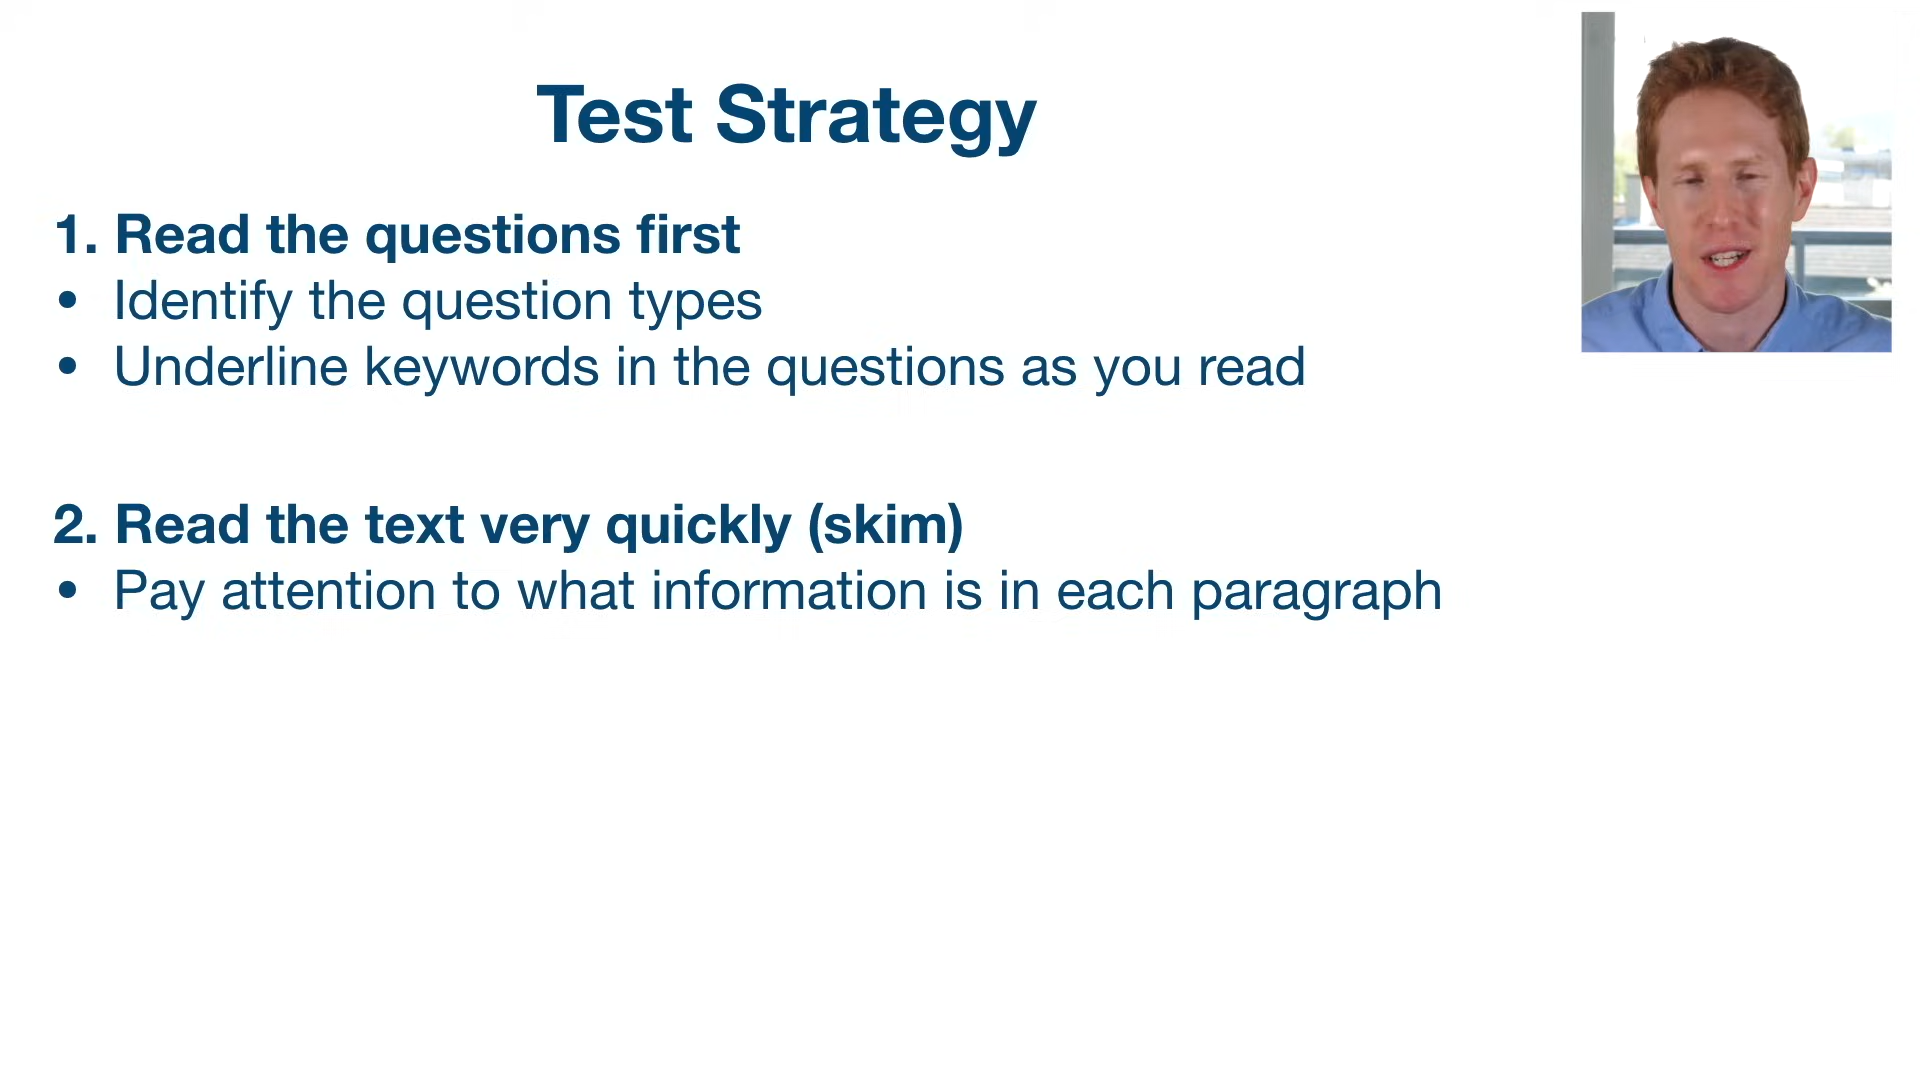 Test Strategy
1. Read the questions first
• Identify the question types
• Underline keywords in the questions as you read
2. Read the text very quickly (skim)
• Pay attention to what information is in each paragraph